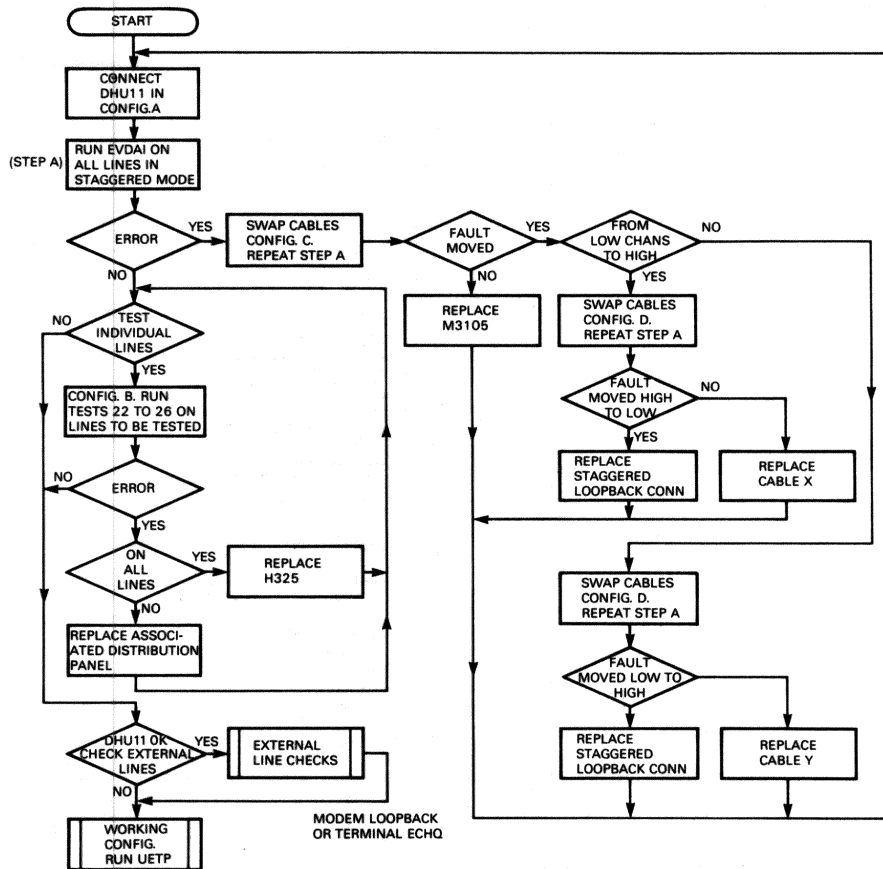 START
CONNECT
DHU11 IN
CONFIG.A
(STEP A)
RUN EVDAI ON
ALL LINES IN
STAGGERED MODE
ERROR
YES
NO
SWAP CABLES
CONFIG. C.
REPEAT STEP A
FAULT
MOVED
YES
NO
REPLACE
M3105
FROM
LOW CHANS
TO HIGH
NO
YES
SWAP CABLES
CONFIG. D.
REPEAT STEP A
FAULT
MOVED HIGH
TO LOW
NO
YES
REPLACE
STAGGERED
LOOPBACK CONN
REPLACE
CABLE X
NO
TEST
INDIVIDUAL
LINES
YES
CONFIG. B. RUN
TESTS 22 TO 26 ON
LINES TO BE TESTED
NO
ERROR
YES
ON
ALL
LINES
YES
NO
REPLACE
H325
REPLACE ASSOCI-
ATED DISTRIBUTION
PANEL
SWAP CABLES
CONFIG. D.
REPEAT STEP A
FAULT
MOVED LOW TO
HIGH
REPLACE
STAGGERED
LOOPBACK CONN
REPLACE
CABLE Y
DHU11 OK
CHECK EXTERNAL
LINES
YES
NO
EXTERNAL
LINE CHECKS
MODEM LOOPBACK
OR TERMINAL ECHO
WORKING
CONFIG.
RUN UETP